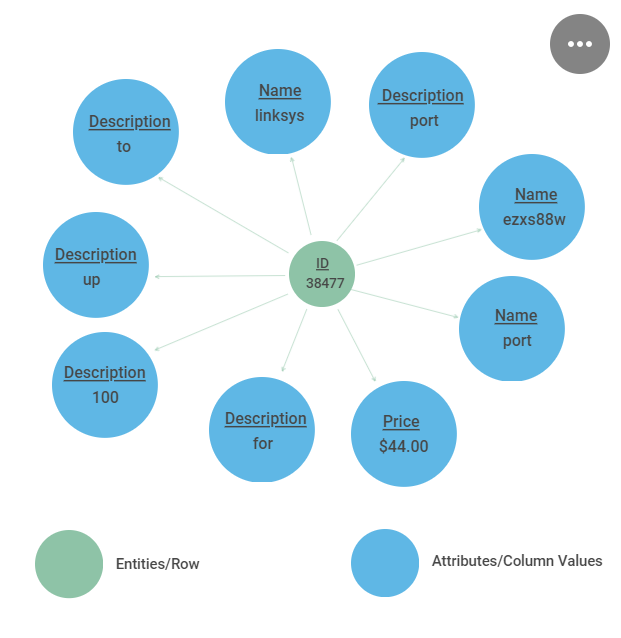 Name
linksys
Description
port
Description
to
Name
ezxs88w
Description
up
ID
38477
Name
port
Description
100
Description
for
Price
$44.00
Entities/Row
Attributes/Column Values